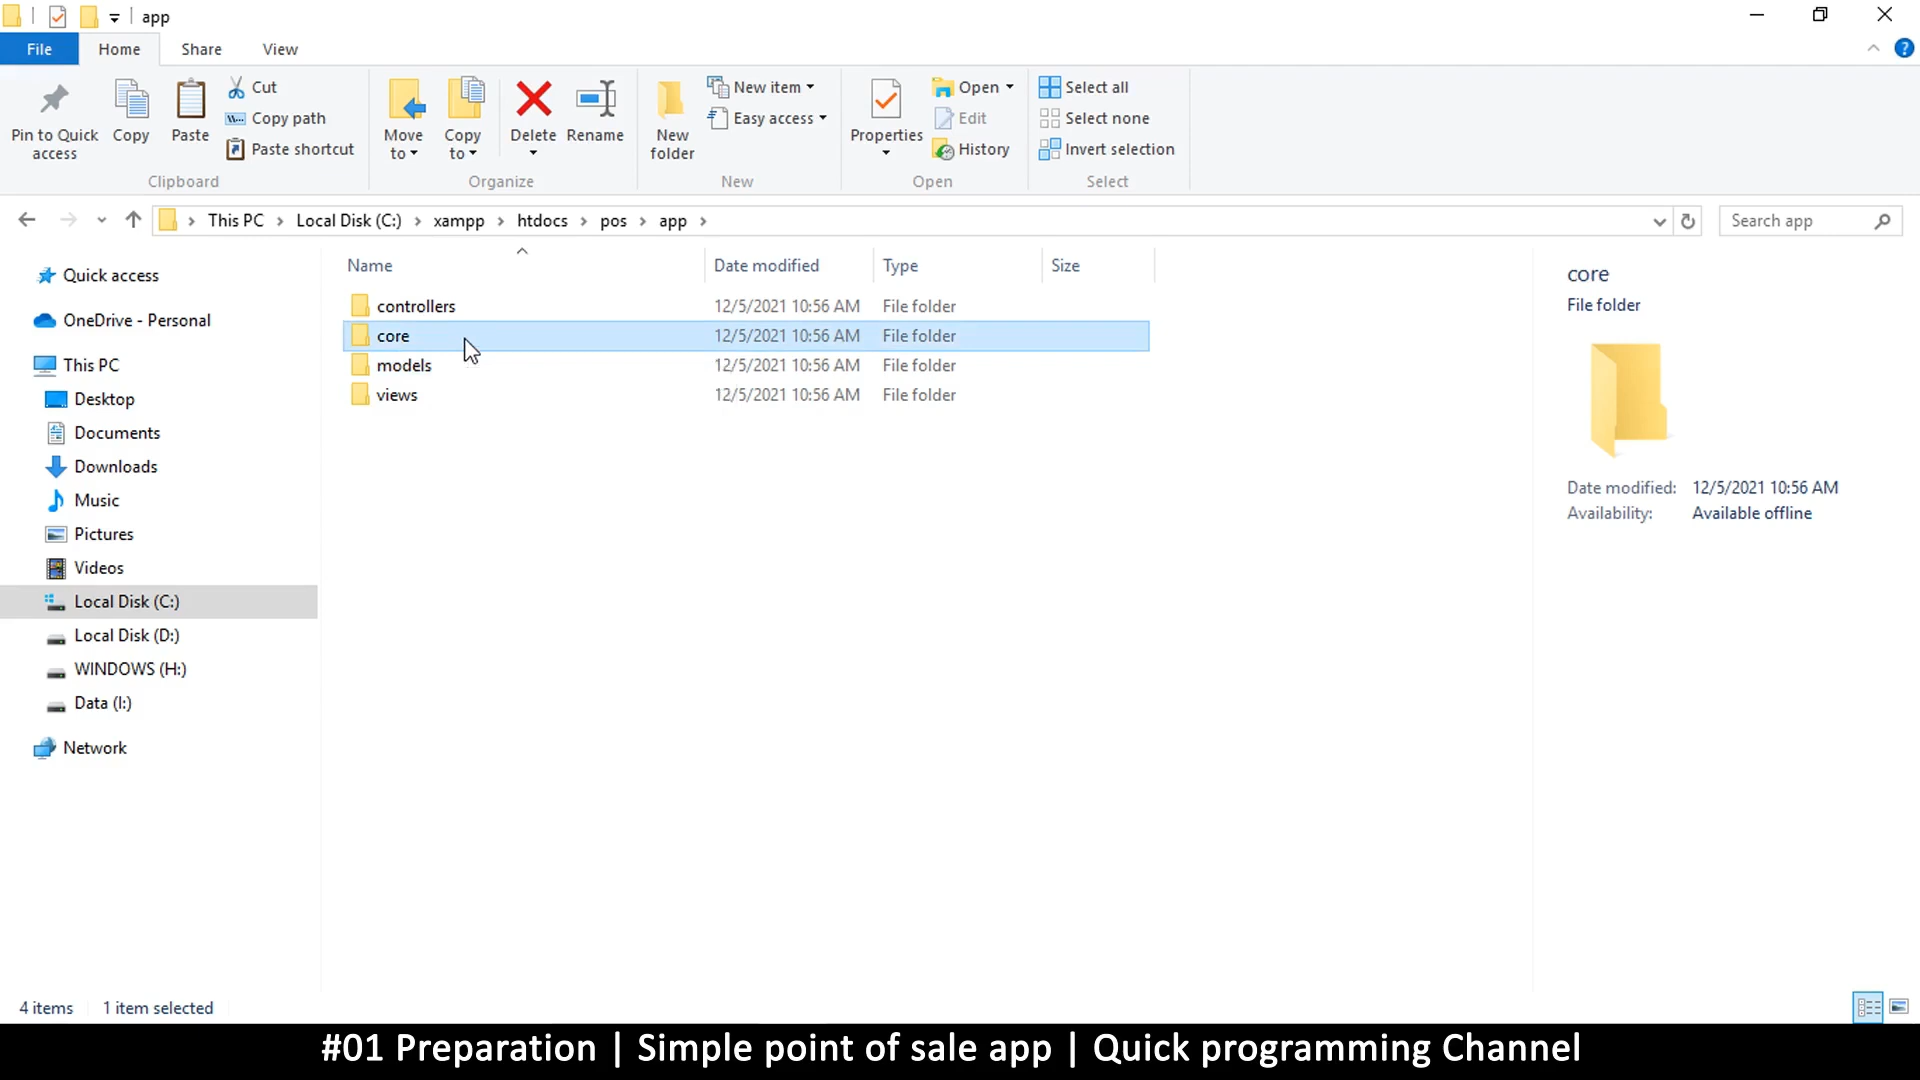 app
File Home Share View
Pin to Quick access
Copy
Paste
Cut
Copy path
Paste shortcut
Clipboard
Move to
Copy to
Delete
Rename
Organize
New folder
New item
Easy access
New
Properties
Open
Edit
History
Open
Select all
Select none
Invert selection
Select
This PC Local Disk (C:) xampp htdocs pos app
Search app
Quick access
OneDrive - Personal
This PC
Desktop
Documents
Downloads
Music
Pictures
Videos
Local Disk (C:)
Local Disk (D:)
WINDOWS (H:)
Data (I:)
Network
Name Date modified Type Size
controllers 12/5/2021 10:56 AM File folder
core 12/5/2021 10:56 AM File folder
models 12/5/2021 10:56 AM File folder
views 12/5/2021 10:56 AM File folder
core
File folder
Date modified: 12/5/2021 10:56 AM
Availability: Available offline
4 items 1 item selected
#01 Preparation | Simple point of sale app | Quick programming Channel